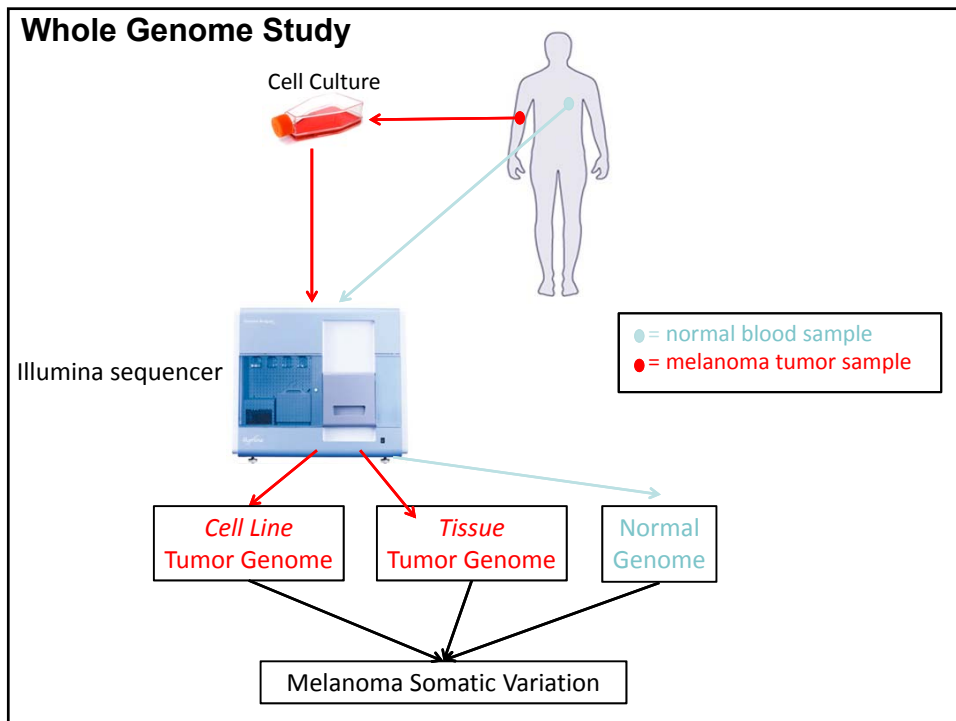 Whole Genome Study
Cell Culture
= normal blood sample
= melanoma tumor sample
Illumina sequencer
Cell Line
Tumor Genome
Tissue
Tumor Genome
Normal
Genome
Melanoma Somatic Variation